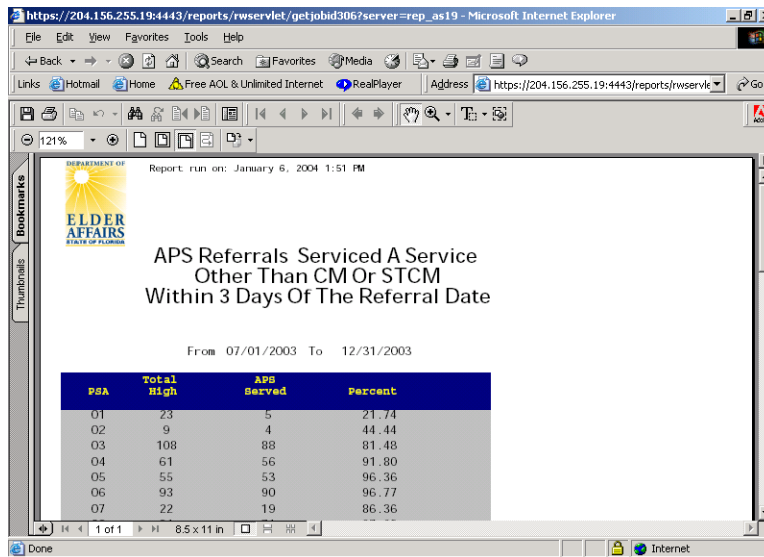 https://204.156.255.19:4443/reports/rwservlet/getjobid306?server=rep_as19 - Microsoft Internet Explorer
File Edit View Favorites Tools Help
Back Search Favorites Media
Links Hotmail Home Free AOL & Unlimited Internet RealPlayer Address https://204.156.255.19:4443/reports/rwservle Go
121%
Bookmarks
Thumbnails
DEPARTMENT OF
ELDER
AFFAIRS
STATE OF FLORIDA
Report run on: January 6, 2004 1:51 PM
APS Referrals Serviced A Service
Other Than CM Or STCM
Within 3 Days Of The Referral Date
From 07/01/2003 To 12/31/2003
PSA Total High APS Served Percent
01 23 5 21.74
02 9 4 44.44
03 108 88 81.48
04 61 56 91.80
05 55 53 96.36
06 93 90 96.77
07 22 19 86.36
1 of 1 8.5 x 11 in
Done Internet